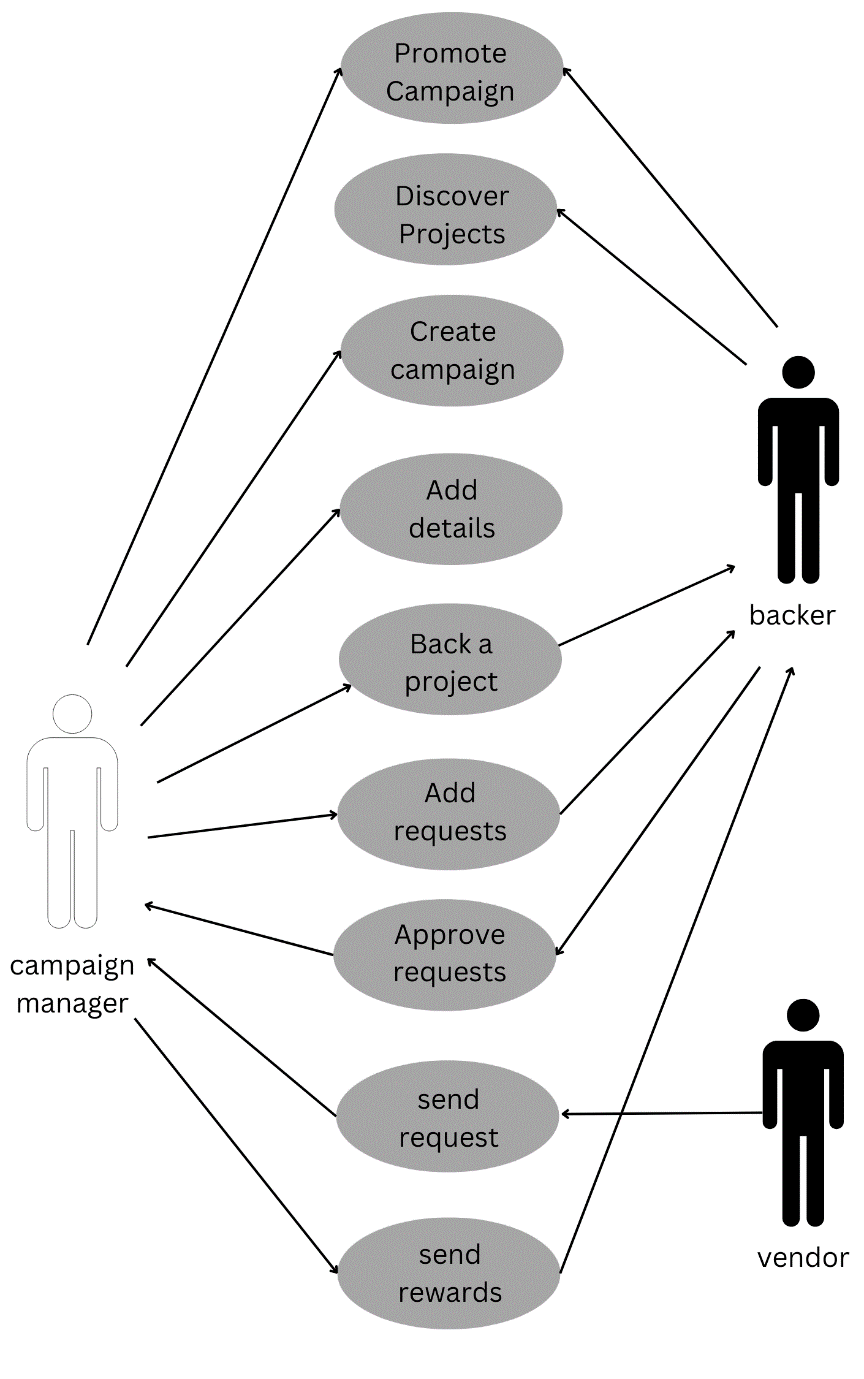 Promote
Campaign
Discover
Projects
Create
campaign
Add
details
Back a
project
backer
Add
requests
Approve
requests
campaign
manager
send
request
send
rewards
vendor